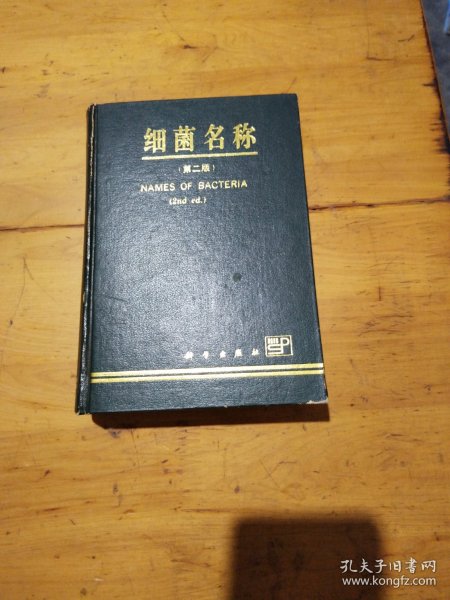 细菌名称
(第二版)
NAMES OF BACTERIA
(2nd ed.)
科学出版社
孔夫子旧书网
www.kongfz.com